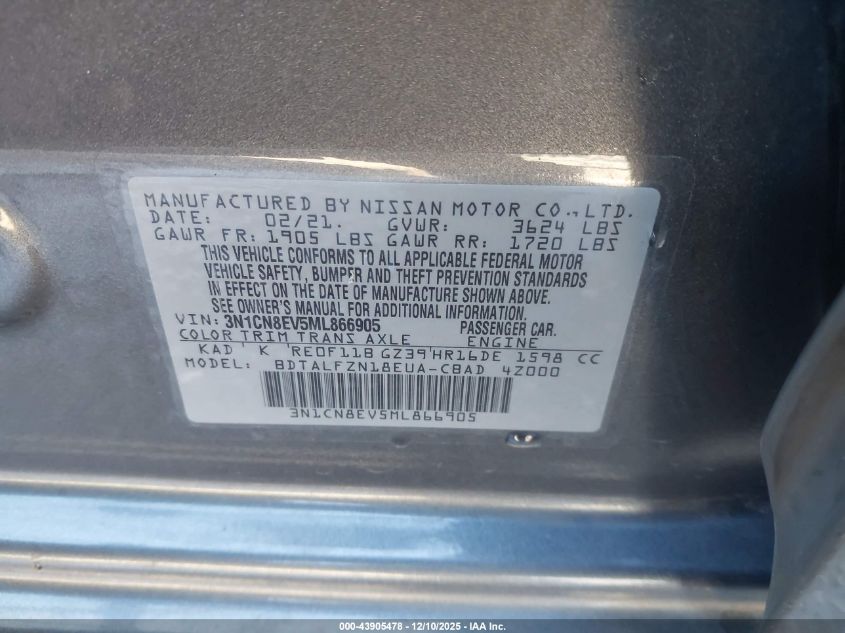 MANUFACTURED BY NISSAN MOTOR CO., LTD.
DATE: 02/21. GVWR: 3624 LBS
GAWR FR: 1905 LBS GAWR RR: 1720 LBS
THIS VEHICLE CONFORMS TO ALL APPLICABLE FEDERAL MOTOR
VEHICLE SAFETY, BUMPER AND THEFT PREVENTION STANDARDS
IN EFFECT ON THE DATE OF MANUFACTURE SHOWN ABOVE.
SEE OWNER'S MANUAL FOR ADDITIONAL INFORMATION.
VIN: 3N1CN8EV5ML866905 PASSENGER CAR.
COLOR TRIM TRANS AXLE ENGINE
KAD K RE0F11B GZ39 HR16DE 1598 CC
MODEL: BDTALFZN18EUA-CBAD 4Z000
3N1CN8EV5ML866905
000-43905478 - 12/10/2025 - IAA Inc.